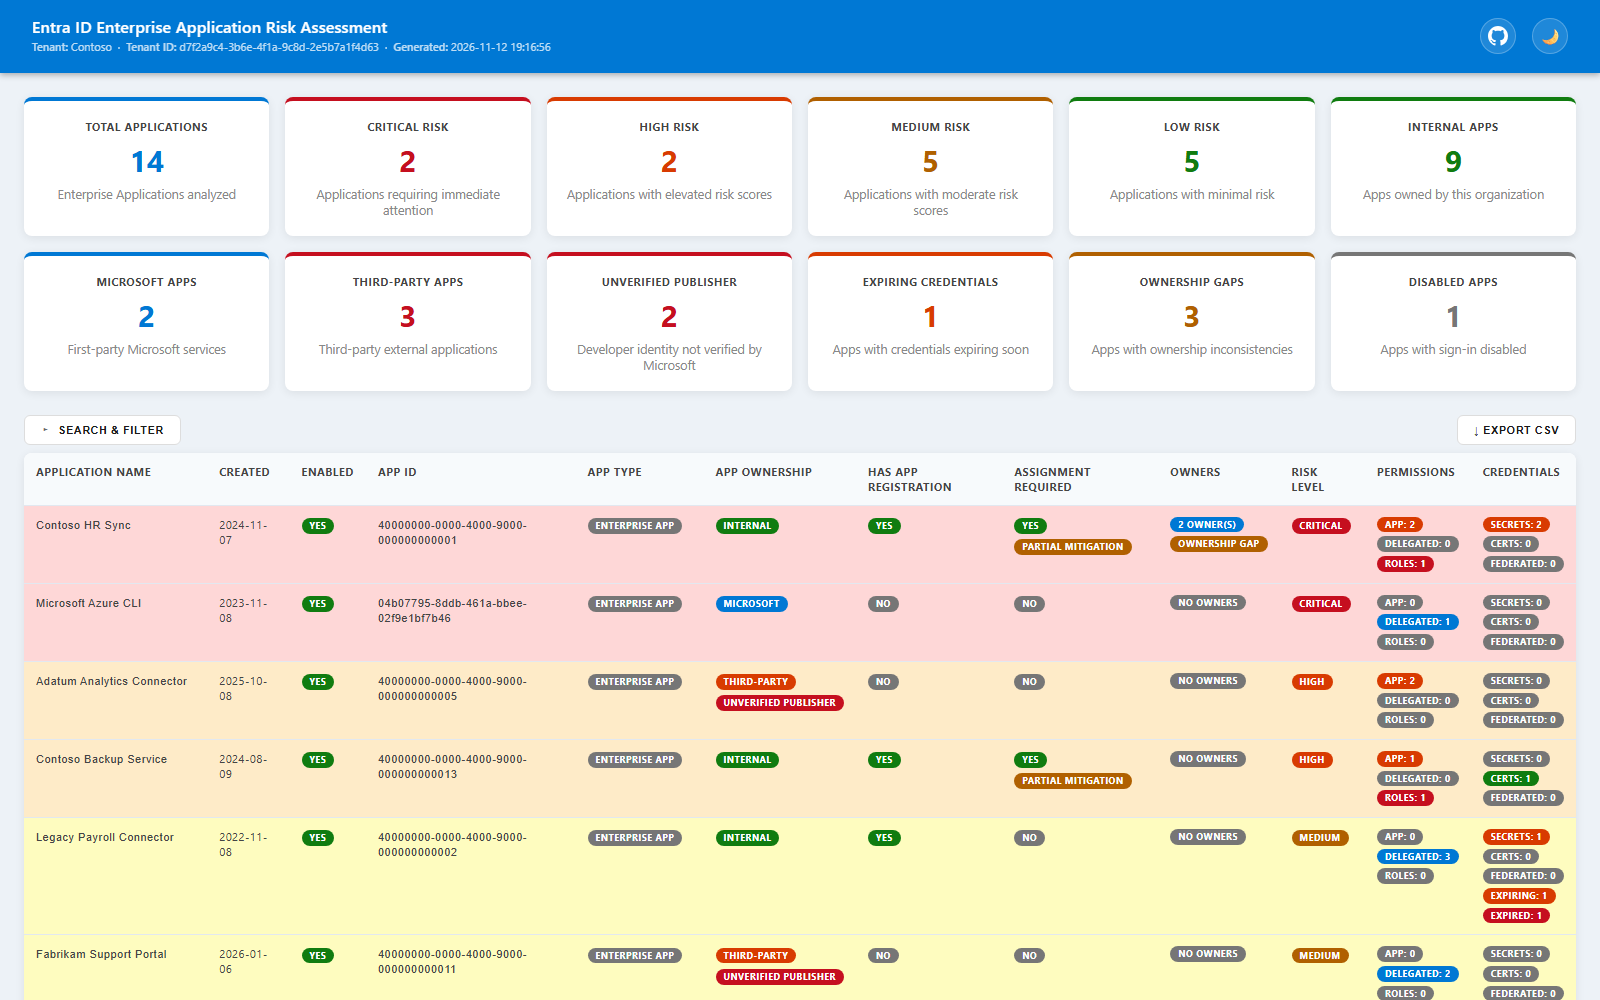 Entra ID Enterprise Application Risk Assessment
Tenant: Contoso · Tenant ID: d7f2a9c4-3b6e-4f1a-9c8d-2e5b7a1f4d63 · Generated: 2026-11-12 19:16:56
TOTAL APPLICATIONS
14
Enterprise Applications analyzed
CRITICAL RISK
2
Applications requiring immediate
attention
HIGH RISK
2
Applications with elevated risk scores
MEDIUM RISK
5
Applications with moderate risk
scores
LOW RISK
5
Applications with minimal risk
INTERNAL APPS
9
Apps owned by this organization
MICROSOFT APPS
2
First-party Microsoft services
THIRD-PARTY APPS
3
Third-party external applications
UNVERIFIED PUBLISHER
2
Developer identity not verified by
Microsoft
EXPIRING CREDENTIALS
1
Apps with credentials expiring soon
OWNERSHIP GAPS
3
Apps with ownership inconsistencies
DISABLED APPS
1
Apps with sign-in disabled
SEARCH & FILTER
↓ EXPORT CSV
APPLICATION NAME
CREATED
ENABLED
APP ID
APP TYPE
APP OWNERSHIP
HAS APP
REGISTRATION
ASSIGNMENT
REQUIRED
OWNERS
RISK
LEVEL
PERMISSIONS
CREDENTIALS
Contoso HR Sync
2024-11-
07
YES
40000000-0000-4000-9000-
000000000001
ENTERPRISE APP
INTERNAL
YES
YES
PARTIAL MITIGATION
2 OWNER(S)
OWNERSHIP GAP
CRITICAL
APP: 2
DELEGATED: 0
ROLES: 1
SECRETS: 2
CERTS: 0
FEDERATED: 0
Microsoft Azure CLI
2023-11-
08
YES
04b07795-8ddb-461a-bbee-
02f9e1bf7b46
ENTERPRISE APP
MICROSOFT
NO
NO
NO OWNERS
CRITICAL
APP: 0
DELEGATED: 1
ROLES: 0
SECRETS: 0
CERTS: 0
FEDERATED: 0
Adatum Analytics Connector
2025-10-
08
YES
40000000-0000-4000-9000-
000000000005
ENTERPRISE APP
THIRD-PARTY
UNVERIFIED PUBLISHER
NO
NO
NO OWNERS
HIGH
APP: 2
DELEGATED: 0
ROLES: 0
SECRETS: 0
CERTS: 0
FEDERATED: 0
Contoso Backup Service
2024-08-
09
YES
40000000-0000-4000-9000-
000000000013
ENTERPRISE APP
INTERNAL
YES
YES
PARTIAL MITIGATION
NO OWNERS
HIGH
APP: 1
DELEGATED: 0
ROLES: 1
SECRETS: 0
CERTS: 1
FEDERATED: 0
Legacy Payroll Connector
2022-11-
08
YES
40000000-0000-4000-9000-
000000000002
ENTERPRISE APP
INTERNAL
YES
NO
NO OWNERS
MEDIUM
APP: 0
DELEGATED: 3
ROLES: 0
SECRETS: 1
CERTS: 0
FEDERATED: 0
EXPIRING: 1
EXPIRED: 1
Fabrikam Support Portal
2026-01-
06
YES
40000000-0000-4000-9000-
000000000011
ENTERPRISE APP
THIRD-PARTY
UNVERIFIED PUBLISHER
NO
NO
NO OWNERS
MEDIUM
APP: 0
DELEGATED: 2
ROLES: 0
SECRETS: 0
CERTS: 0
FEDERATED: 0